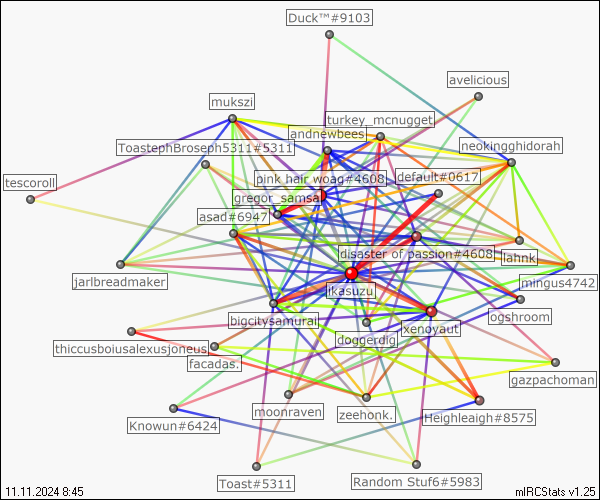 Duck™#9103
avelicious
mukszi
turkey_mcnugget
andnewbees
ToastephBroseph5311#5311
neokingghidorah
tescoroll
pink hair woag#4608
default#0617
gregor_samsa
asad#6947
disaster of passion#4608
lahnk
jarlbreadmaker
mingus4742
ikasuzu
bigcitysamurai
xenoyaut
ogshroom
doggerdig
thiccusboiusalexusjoneus
facadas.
gazpachoman
moonraven
zeehonk.
Heighleaigh#8575
Knowun#6424
Toast#5311
Random Stuf6#5983
11.11.2024 8:45
mIRCStats v1.25